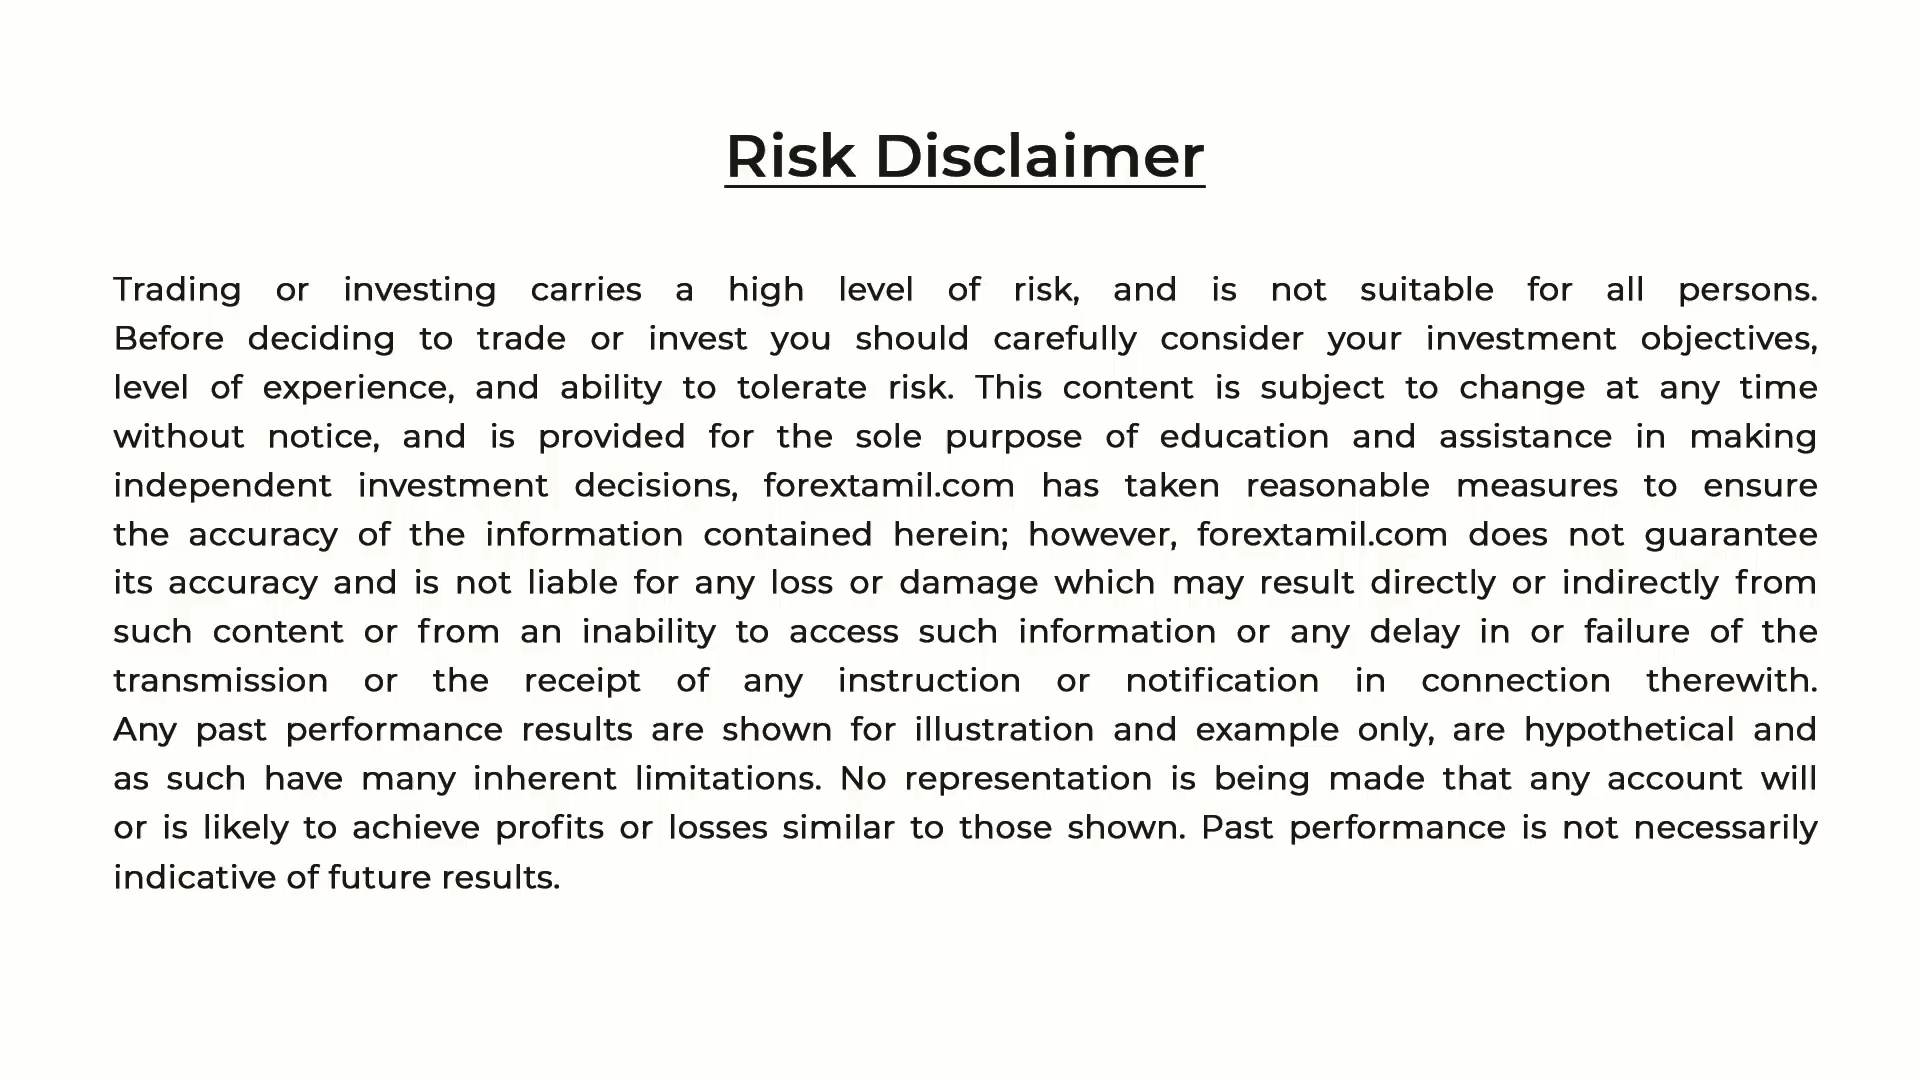 Risk Disclaimer
Trading or investing carries a high level of risk, and is not suitable for all persons.
Before deciding to trade or invest you should carefully consider your investment objectives,
level of experience, and ability to tolerate risk. This content is subject to change at any time
without notice, and is provided for the sole purpose of education and assistance in making
independent investment decisions, forextamil.com has taken reasonable measures to ensure
the accuracy of the information contained herein; however, forextamil.com does not guarantee
its accuracy and is not liable for any loss or damage which may result directly or indirectly from
such content or from an inability to access such information or any delay in or failure of the
transmission or the receipt of any instruction or notification in connection therewith.
Any past performance results are shown for illustration and example only, are hypothetical and
as such have many inherent limitations. No representation is being made that any account will
or is likely to achieve profits or losses similar to those shown. Past performance is not necessarily
indicative of future results.